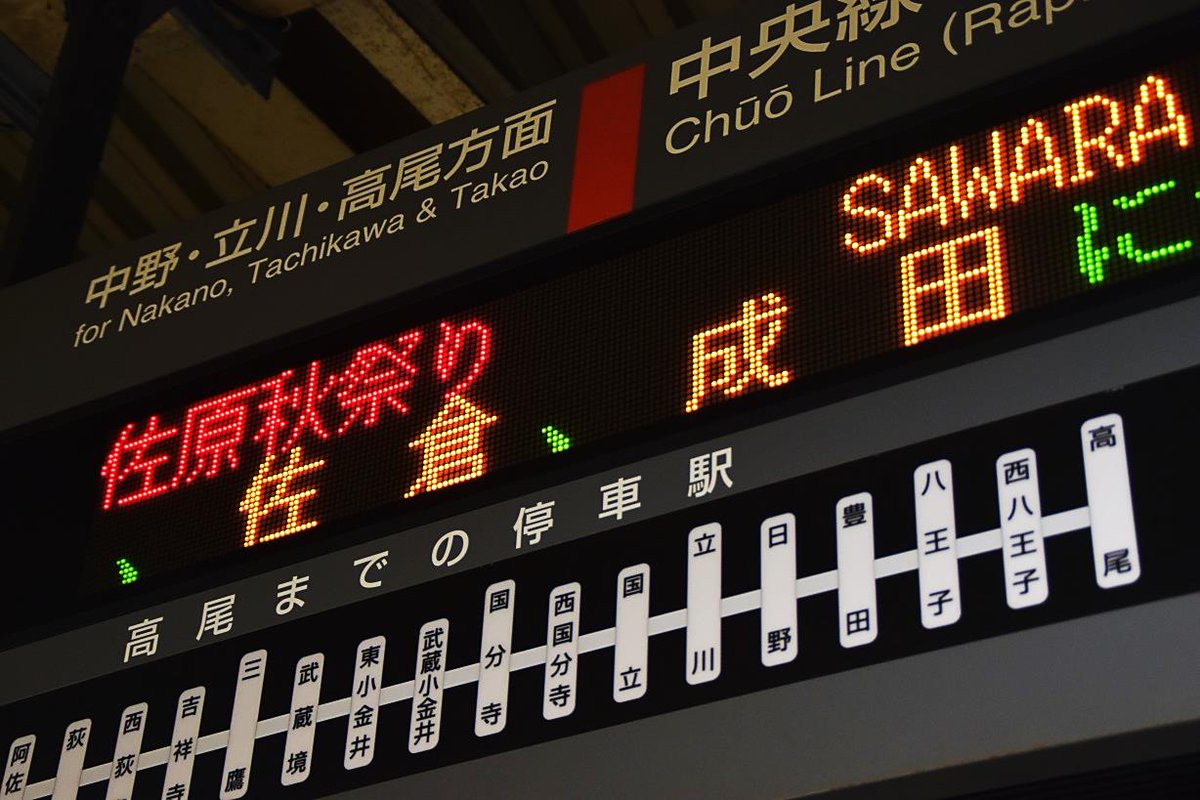 中野・立川・高尾方面
for Nakano, Tachikawa & Takao
中央線
Chūō Line (Rap
佐原秋祭り
SAWARA
、佐倉、成田に
高尾までの停車駅
阿佐
荻
西荻
吉祥寺
三鷹
武蔵境
東小金井
武蔵小金井
国分寺
西国分寺
国立
立川
日野
豊田
八王子
西八王子
高尾